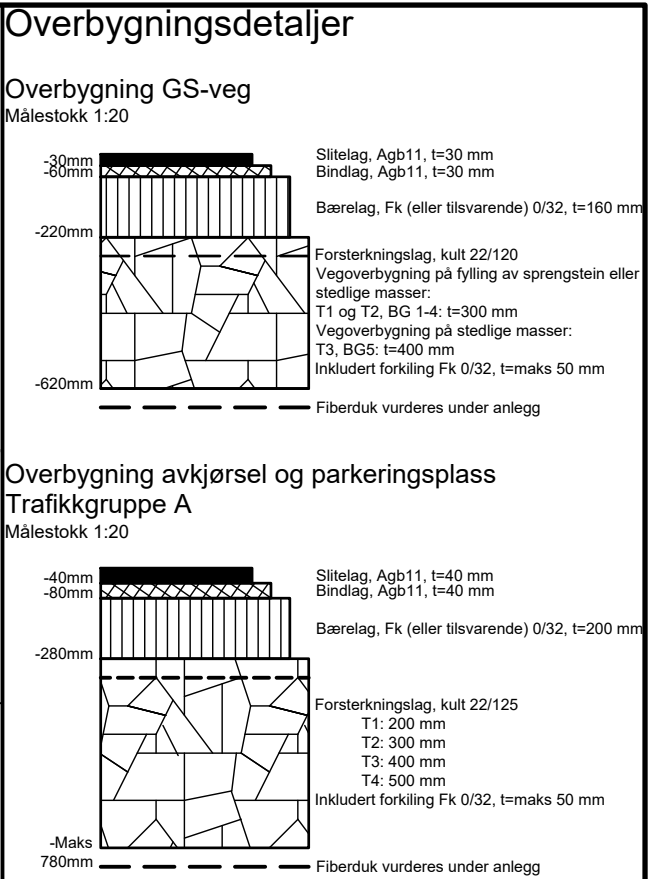 Overbygningsdetaljer
Overbygning GS-veg
Målestokk 1:20
-30mm
-60mm
-220mm
-620mm
Slitelag, Agb11, t=30 mm
Bindlag, Agb11, t=30 mm
Bærelag, Fk (eller tilsvarende) 0/32, t=160 mm
Forsterkningslag, kult 22/120
Vegoverbygning på fylling av sprengstein eller
stedlige masser:
T1 og T2, BG 1-4: t=300 mm
Vegoverbygning på stedlige masser:
T3, BG5: t=400 mm
Inkludert forkiling Fk 0/32, t=maks 50 mm
Fiberduk vurderes under anlegg
Overbygning avkjørsel og parkeringsplass
Trafikkgruppe A
Målestokk 1:20
-40mm
-80mm
-280mm
-Maks
780mm
Slitelag, Agb11, t=40 mm
Bindlag, Agb11, t=40 mm
Bærelag, Fk (eller tilsvarende) 0/32, t=200 mm
Forsterkningslag, kult 22/125
T1: 200 mm
T2: 300 mm
T3: 400 mm
T4: 500 mm
Inkludert forkiling Fk 0/32, t=maks 50 mm
Fiberduk vurderes under anlegg